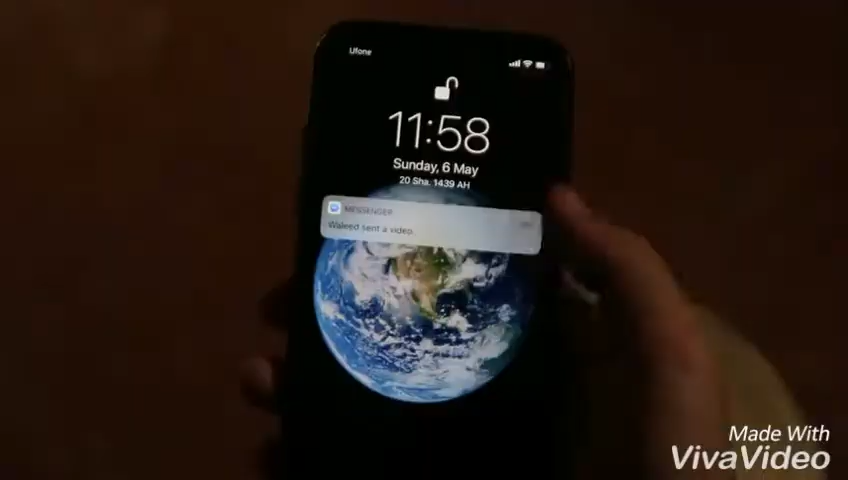 Ufone
11:58
Sunday, 6 May
20 Sha. 1439 AH
MESSENGER
Waleed sent a video.
Made With
VivaVideo